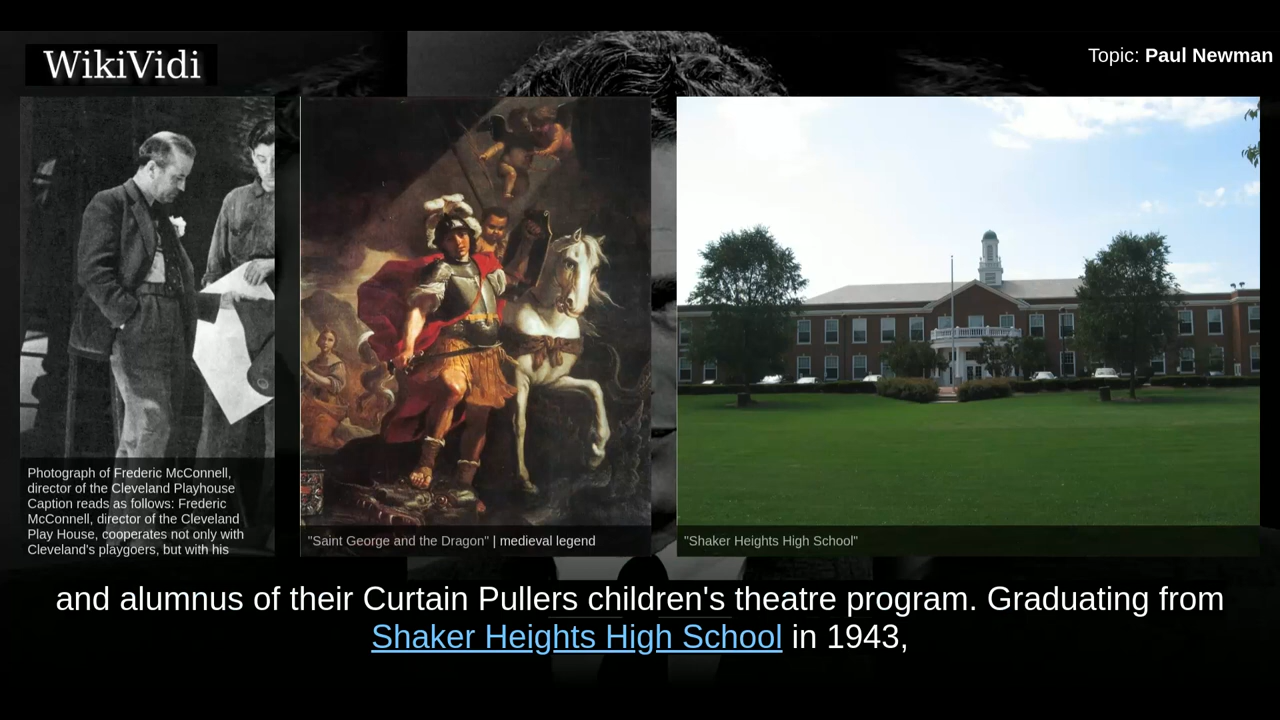 WikiVidi
Topic: Paul Newman
Photograph of Frederic McConnell,
director of the Cleveland Playhouse
Caption reads as follows: Frederic
McConnell, director of the Cleveland
Play House, cooperates not only with
Cleveland's playgoers, but with his
"Saint George and the Dragon" | medieval legend
"Shaker Heights High School"
and alumnus of their Curtain Pullers children's theatre program. Graduating from
Shaker Heights High School in 1943,